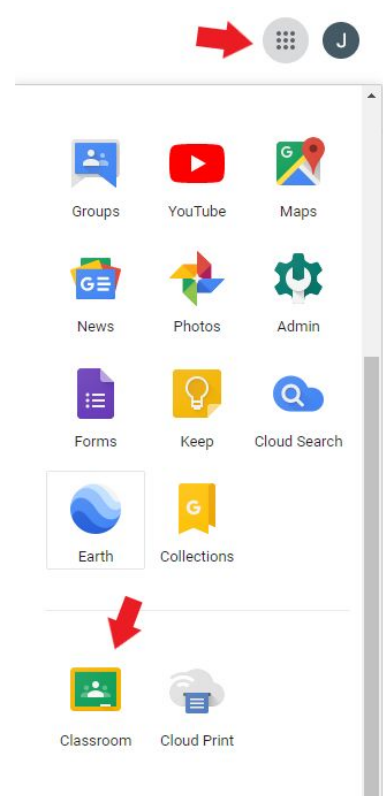 J
G
Groups YouTube Maps
G
News Photos Admin
Forms Keep Cloud Search
G
Earth Collections
Classroom Cloud Print